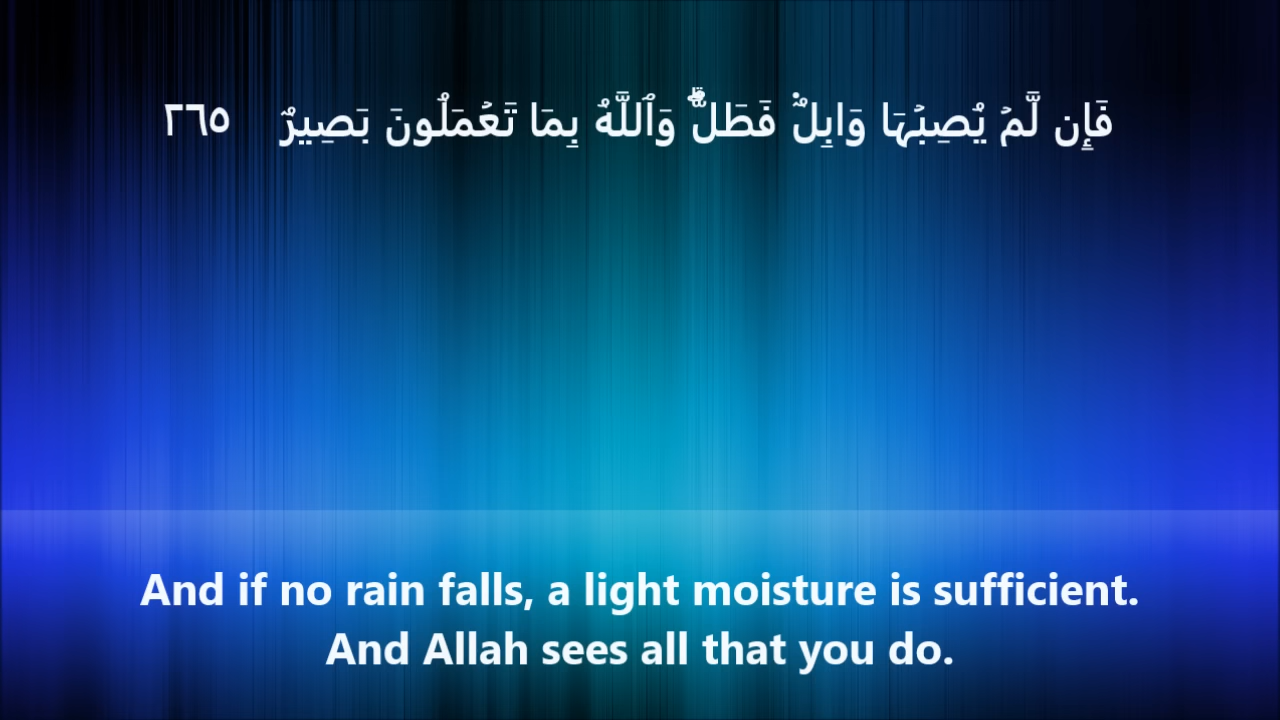 فَإِن لَّمۡ يُصِبۡهَا وَابِلٞ فَطَلّٞۗ وَٱللَّهُ بِمَا تَعۡمَلُونَ بَصِيرٌ ٢٦٥
And if no rain falls, a light moisture is sufficient.
And Allah sees all that you do.